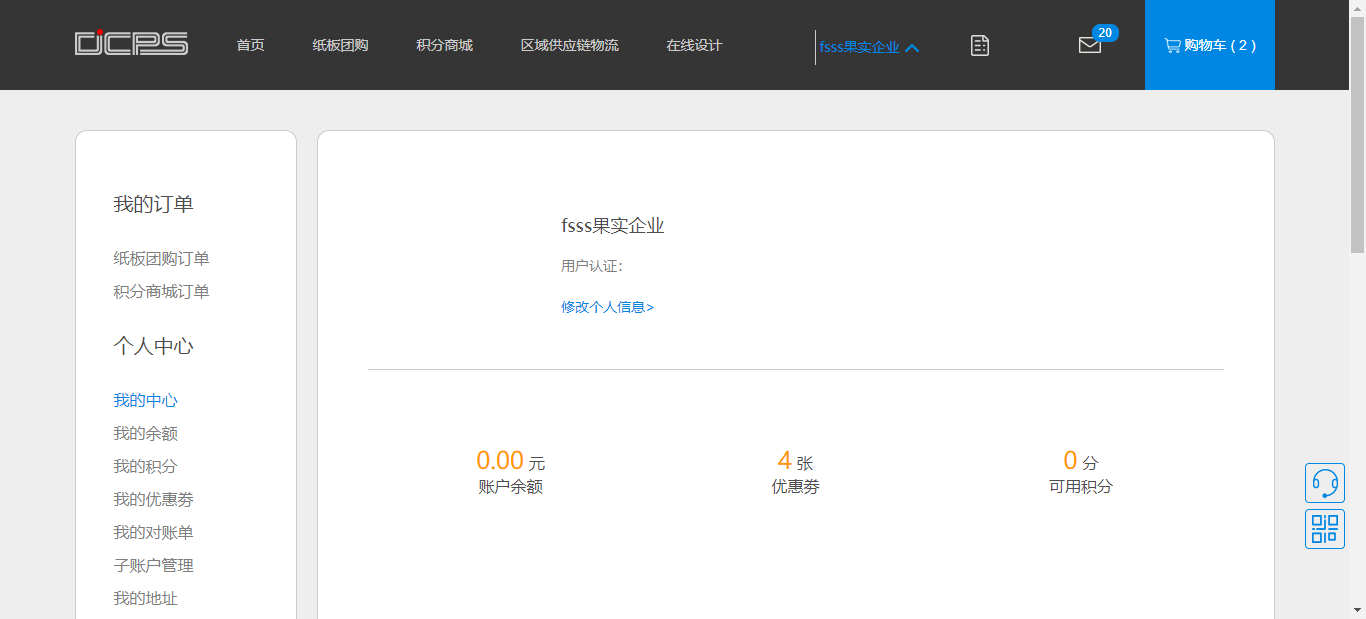 DJCPS 首页 纸板团购 积分商城 区域供应链物流 在线设计 fsss果实企业 20 购物车 ( 2 )
我的订单
纸板团购订单
积分商城订单
个人中心
我的中心
我的余额
我的积分
我的优惠劵
我的对账单
子账户管理
我的地址
fsss果实企业
用户认证：
修改个人信息>
0.00 元
账户余额
4 张
优惠劵
0 分
可用积分